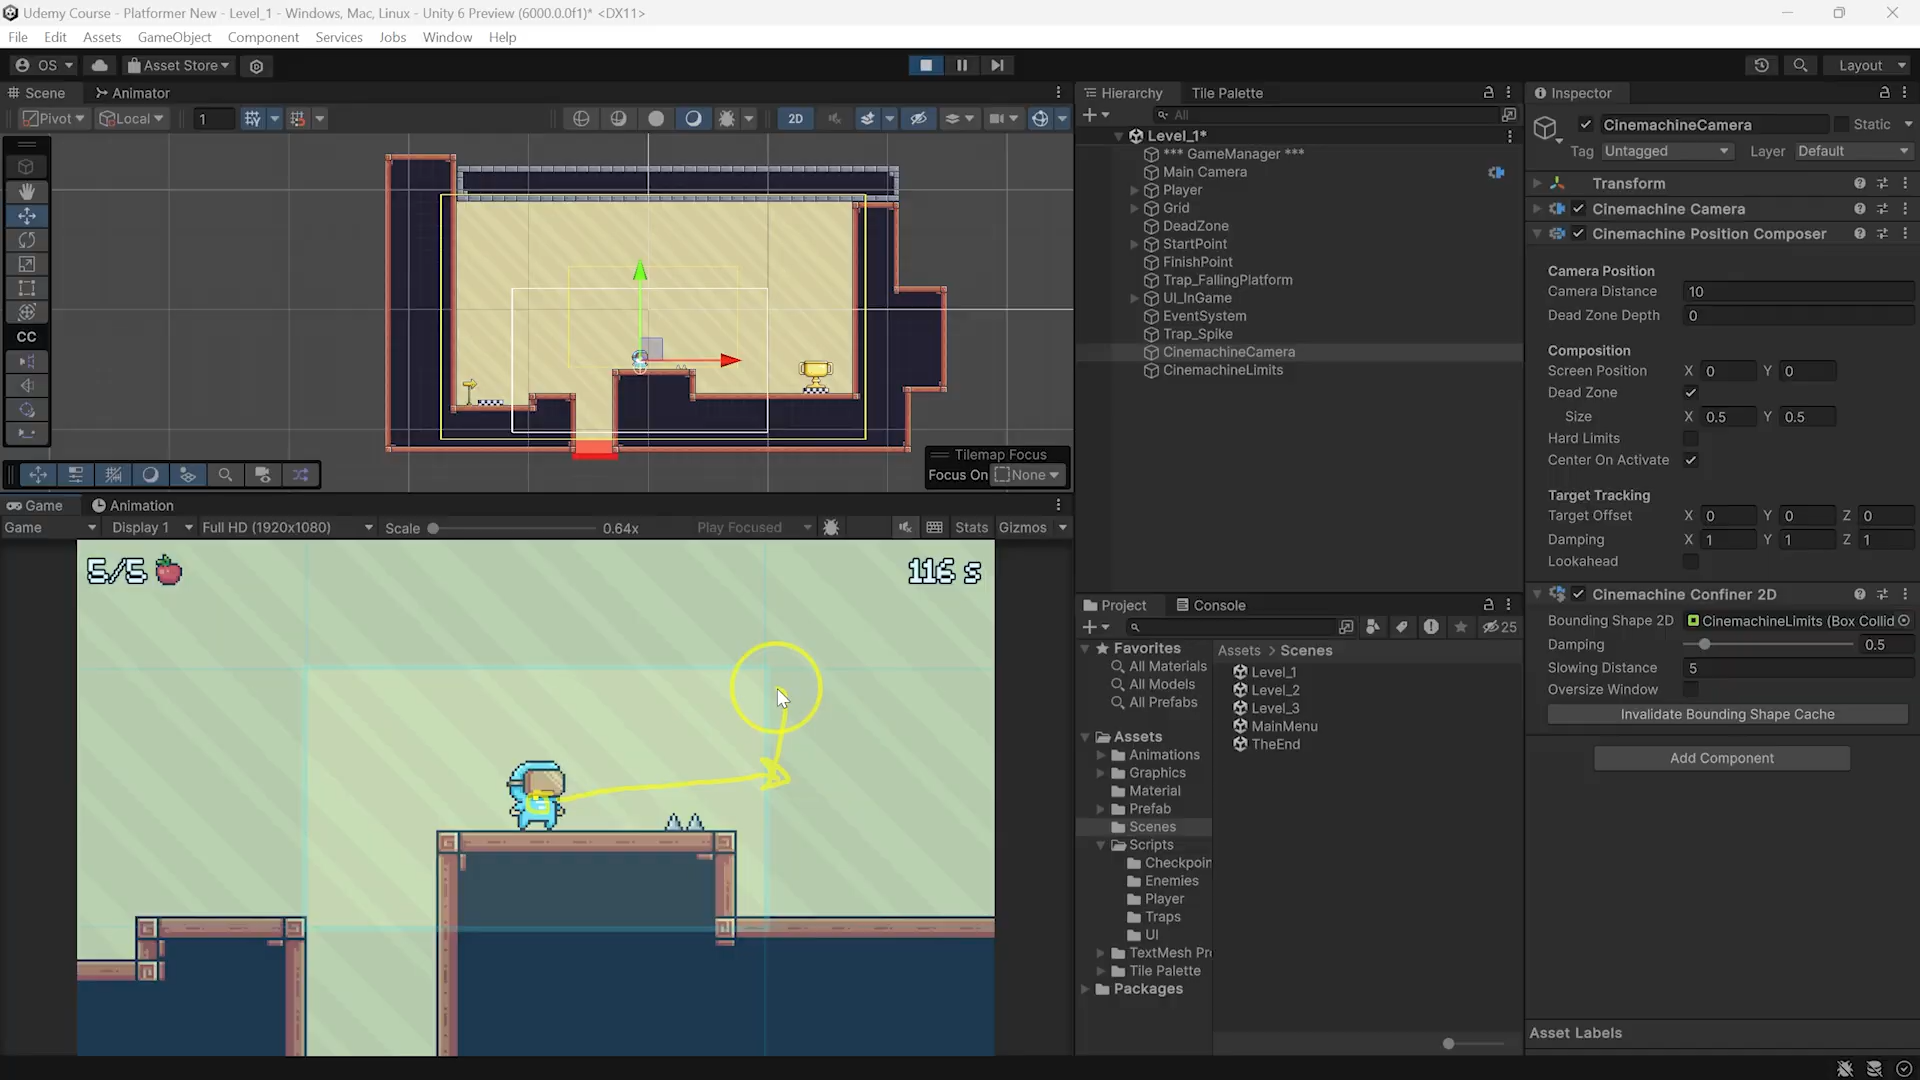 Udemy Course - Platformer New - Level_1 - Windows, Mac, Linux - Unity 6 Preview (6000.0.0f1)* <DX11>
File Edit Assets GameObject Component Services Jobs Window Help
OS Asset Store Layout
Scene Animator
Pivot Local 1 2D
CC
Tilemap Focus
Focus On None
Game Animation
Game Display 1 Full HD (1920x1080) Scale 0.64x Play Focused Stats Gizmos
5/5 116 s
Hierarchy Tile Palette
All
Level_1*
*** GameManager ***
Main Camera
Player
Grid
DeadZone
StartPoint
FinishPoint
Trap_FallingPlatform
UI_InGame
EventSystem
Trap_Spike
CinemachineCamera
CinemachineLimits
Project Console
25
Favorites
All Materials
All Models
All Prefabs
Assets
Animations
Graphics
Material
Prefab
Scenes
Scripts
Checkpoin
Enemies
Player
Traps
UI
TextMesh Pr
Tile Palette
Packages
Assets > Scenes
Level_1
Level_2
Level_3
MainMenu
TheEnd
Inspector
CinemachineCamera Static
Tag Untagged Layer Default
Transform
Cinemachine Camera
Cinemachine Position Composer
Camera Position
Camera Distance 10
Dead Zone Depth 0
Composition
Screen Position X 0 Y 0
Dead Zone
Size X 0.5 Y 0.5
Hard Limits
Center On Activate
Target Tracking
Target Offset X 0 Y 0 Z 0
Damping X 1 Y 1 Z 1
Lookahead
Cinemachine Confiner 2D
Bounding Shape 2D CinemachineLimits (Box Collid
Damping 0.5
Slowing Distance 5
Oversize Window
Invalidate Bounding Shape Cache
Add Component
Asset Labels